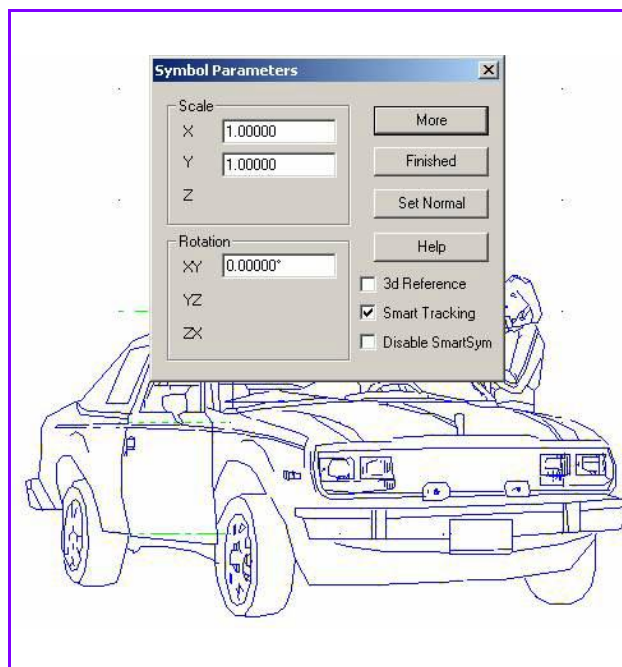 Symbol Parameters
Scale
X 1.00000
Y 1.00000
Z
Rotation
XY 0.00000°
YZ
ZX
More
Finished
Set Normal
Help
3d Reference
Smart Tracking
Disable SmartSym